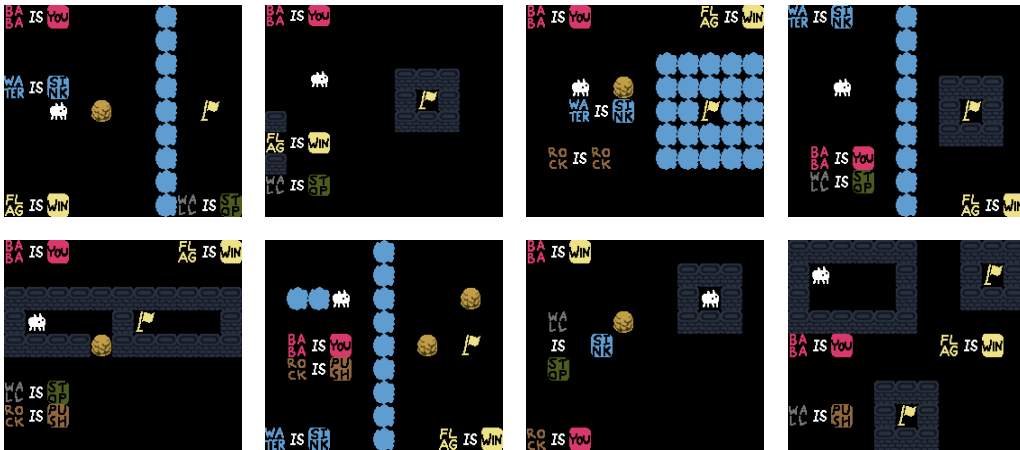 BABA IS YOU
WATER IS SINK
FLAG IS WIN
WALL IS STOP
BABA IS YOU
FLAG IS WIN
WALL IS STOP
BABA IS YOU
FLAG IS WIN
WATER IS SINK
ROCK IS ROCK
WATER IS SINK
BABA IS YOU
WALL IS STOP
FLAG IS WIN
BABA IS YOU
FLAG IS WIN
WALL IS STOP
ROCK IS PUSH
BABA IS YOU
ROCK IS PUSH
WATER IS SINK
FLAG IS WIN
BABA IS WIN
WALL
IS SINK
STOP
ROCK IS YOU
BABA IS YOU
FLAG IS WIN
WALL IS PUSH